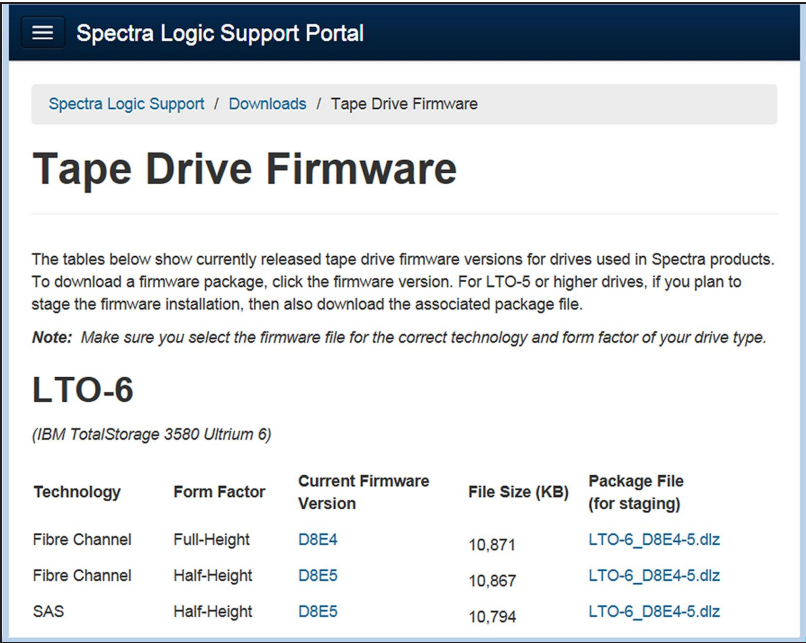 Spectra Logic Support Portal
Spectra Logic Support / Downloads / Tape Drive Firmware
Tape Drive Firmware
The tables below show currently released tape drive firmware versions for drives used in Spectra products.
To download a firmware package, click the firmware version. For LTO-5 or higher drives, if you plan to
stage the firmware installation, then also download the associated package file.
Note: Make sure you select the firmware file for the correct technology and form factor of your drive type.
LTO-6
(IBM TotalStorage 3580 Ultrium 6)
Technology Form Factor Current Firmware Version File Size (KB) Package File (for staging)
Fibre Channel Full-Height D8E4 10,871 LTO-6_D8E4-5.dlz
Fibre Channel Half-Height D8E5 10,867 LTO-6_D8E4-5.dlz
SAS Half-Height D8E5 10,794 LTO-6_D8E4-5.dlz